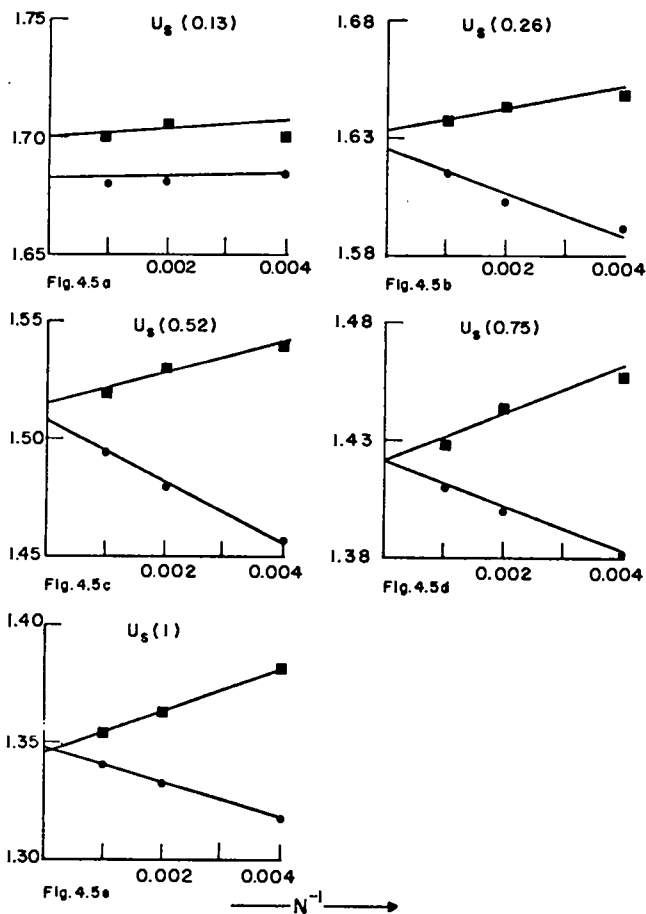 U_s (0.13)
1.75
1.70
1.65
0.002
0.004
Fig. 4.5a
U_s (0.26)
1.68
1.63
1.58
0.002
0.004
Fig. 4.5b
U_s (0.52)
1.55
1.50
1.45
0.002
0.004
Fig. 4.5c
U_s (0.75)
1.48
1.43
1.38
0.002
0.004
Fig. 4.5d
U_s (1)
1.40
1.35
1.30
0.002
0.004
Fig. 4.5e
N^-1